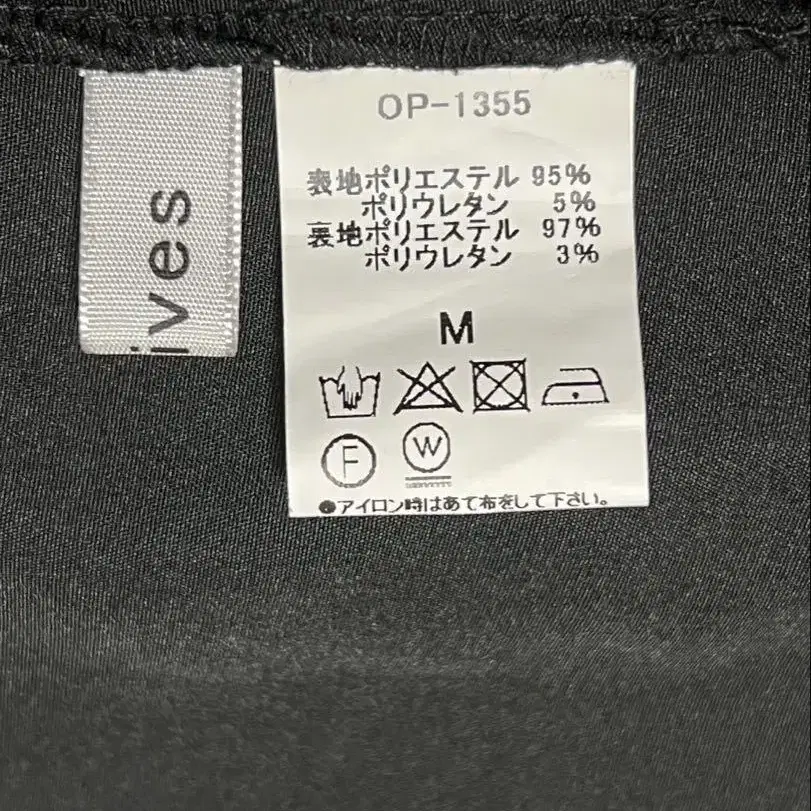 ives
OP-1355
表地ポリエステル 95%
ポリウレタン 5%
裏地ポリエステル 97%
ポリウレタン 3%
M
F W
●アイロン時はあて布をして下さい。